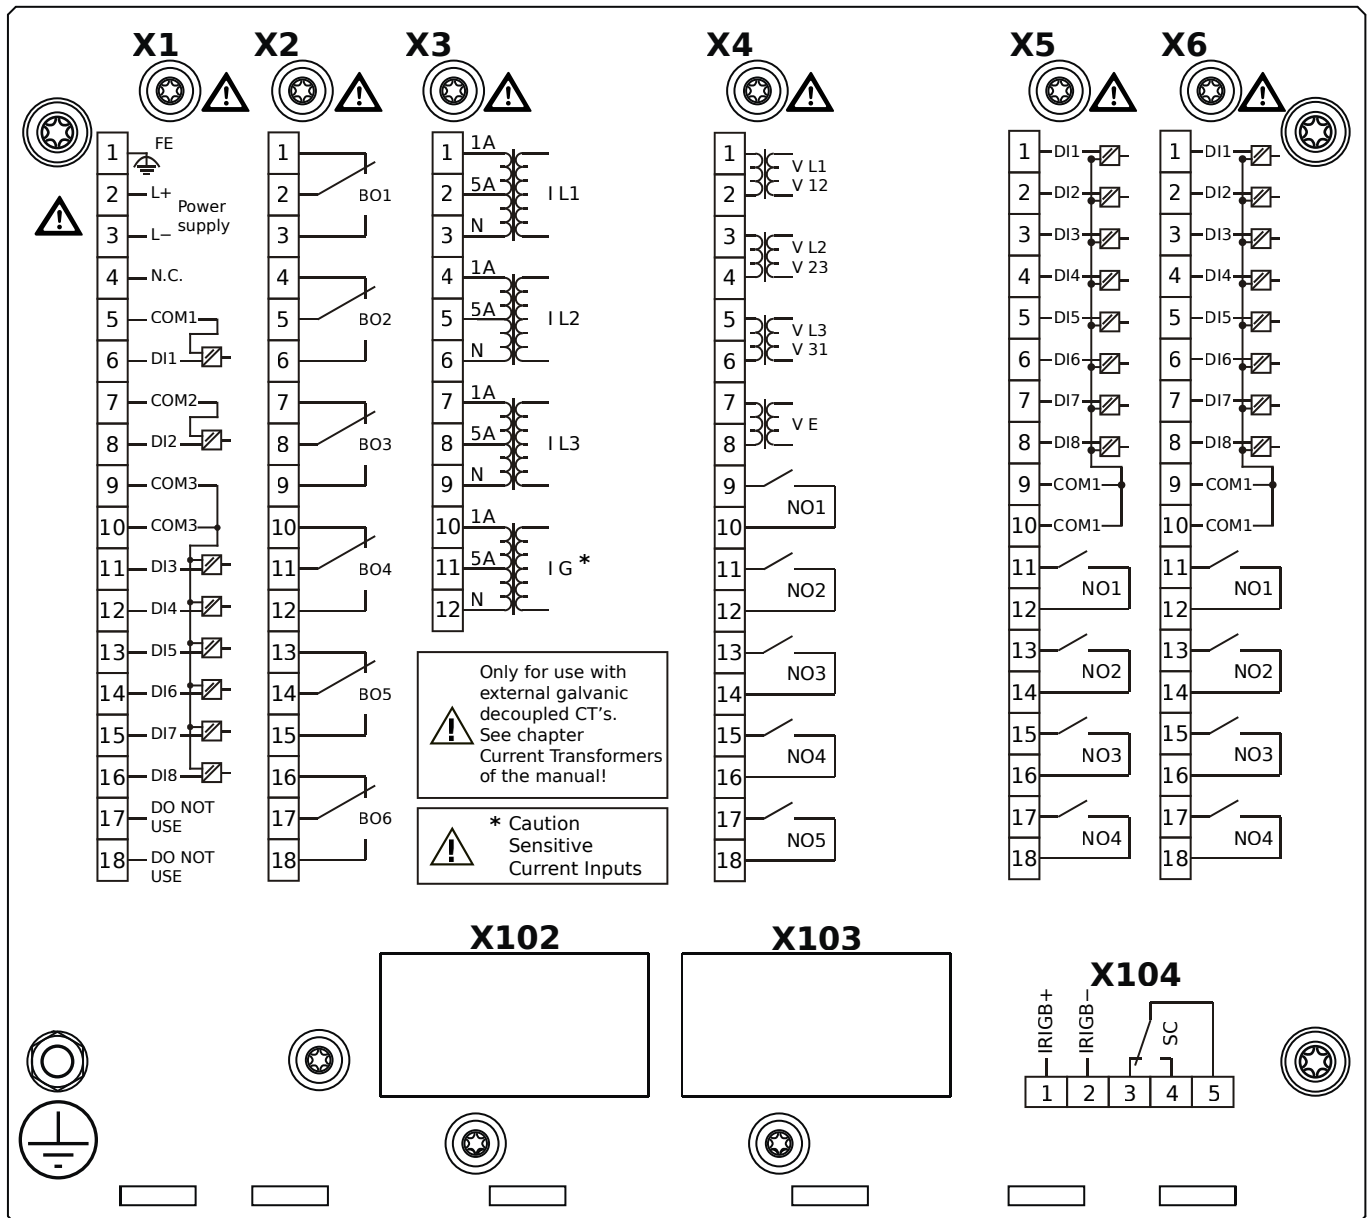 X1 X2 X3 X4 X5 X6
1 FE
2 L+
Power
supply
3 L−
4 N.C.
5 COM1
6 DI1
7 COM2
8 DI2
9 COM3
10 COM3
11 DI3
12 DI4
13 DI5
14 DI6
15 DI7
16 DI8
17 DO NOT
USE
18 DO NOT
USE
1
2 BO1
3
4
5 BO2
6
7
8 BO3
9
10
11 BO4
12
13
14 BO5
15
16
17 BO6
18
1 1A
2 5A I L1
3 N
4 1A
5 5A I L2
6 N
7 1A
8 5A I L3
9 N
10 1A
11 5A I G *
12 N
Only for use with
external galvanic
decoupled CT's.
See chapter
Current Transformers
of the manual!
* Caution
Sensitive
Current Inputs
1 V L1
2 V 12
3 V L2
4 V 23
5 V L3
6 V 31
7
V E
8
9
NO1
10
11
NO2
12
13
NO3
14
15
NO4
16
17
NO5
18
1 DI1
2 DI2
3 DI3
4 DI4
5 DI5
6 DI6
7 DI7
8 DI8
9 COM1
10 COM1
11
NO1
12
13
NO2
14
15
NO3
16
17
NO4
18
1 DI1
2 DI2
3 DI3
4 DI4
5 DI5
6 DI6
7 DI7
8 DI8
9 COM1
10 COM1
11
NO1
12
13
NO2
14
15
NO3
16
17
NO4
18
X102
X103
X104
IRIGB+
IRIGB−
SC
1 2 3 4 5